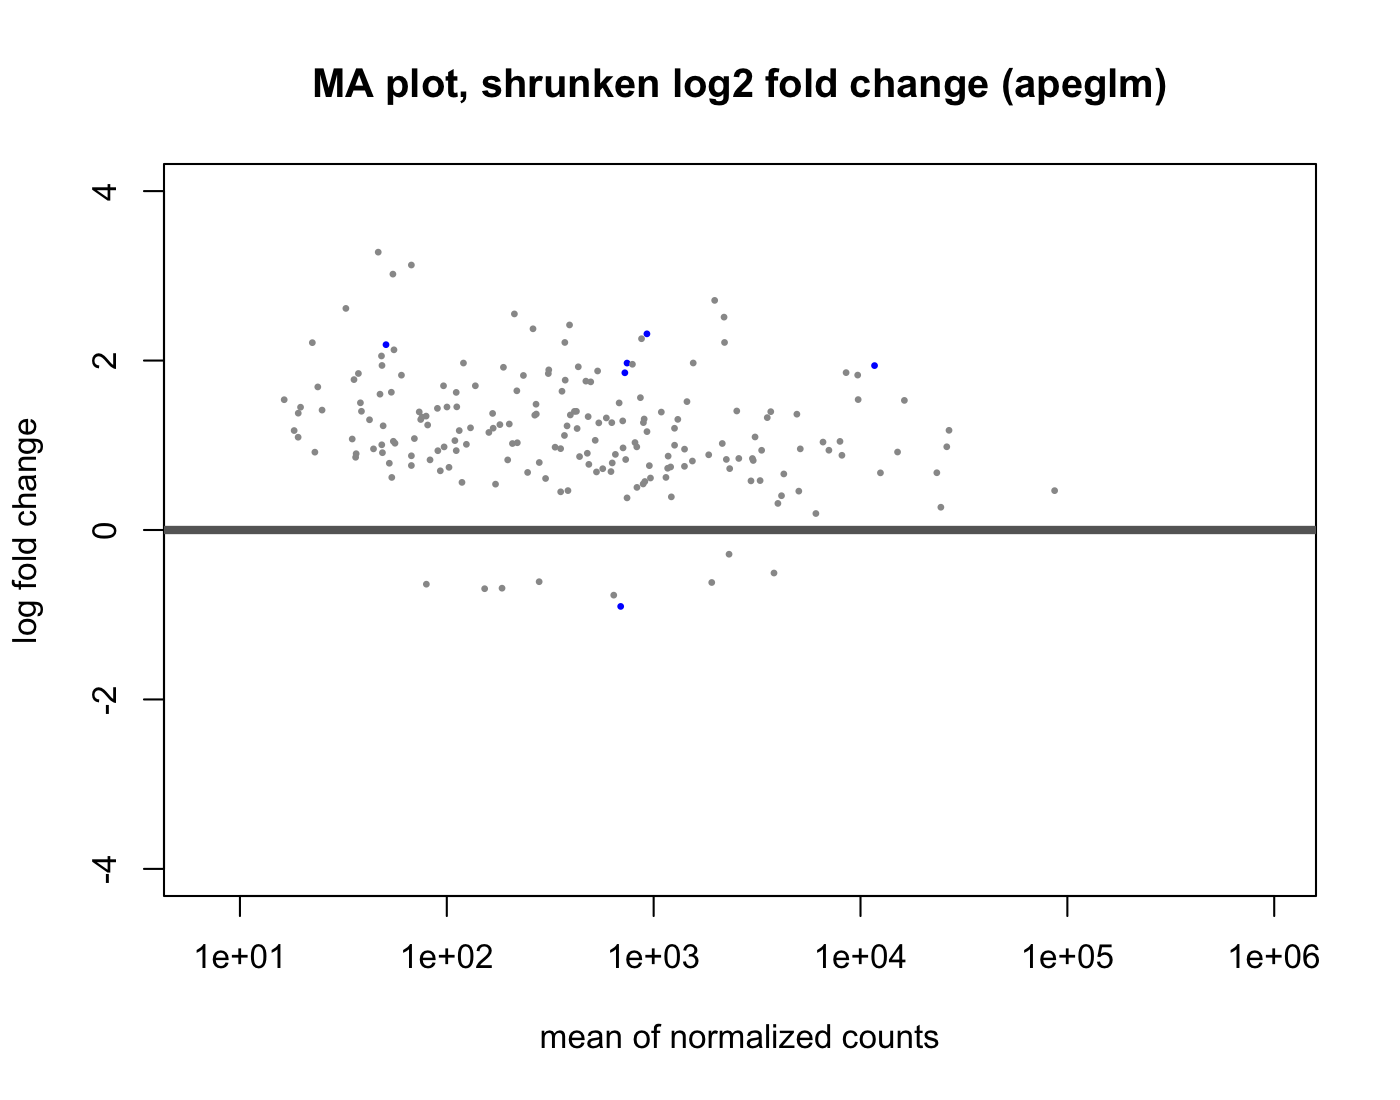 MA plot, shrunken log2 fold change (apeglm)
log fold change
4
2
0
-2
-4
1e+01 1e+02 1e+03 1e+04 1e+05 1e+06
mean of normalized counts